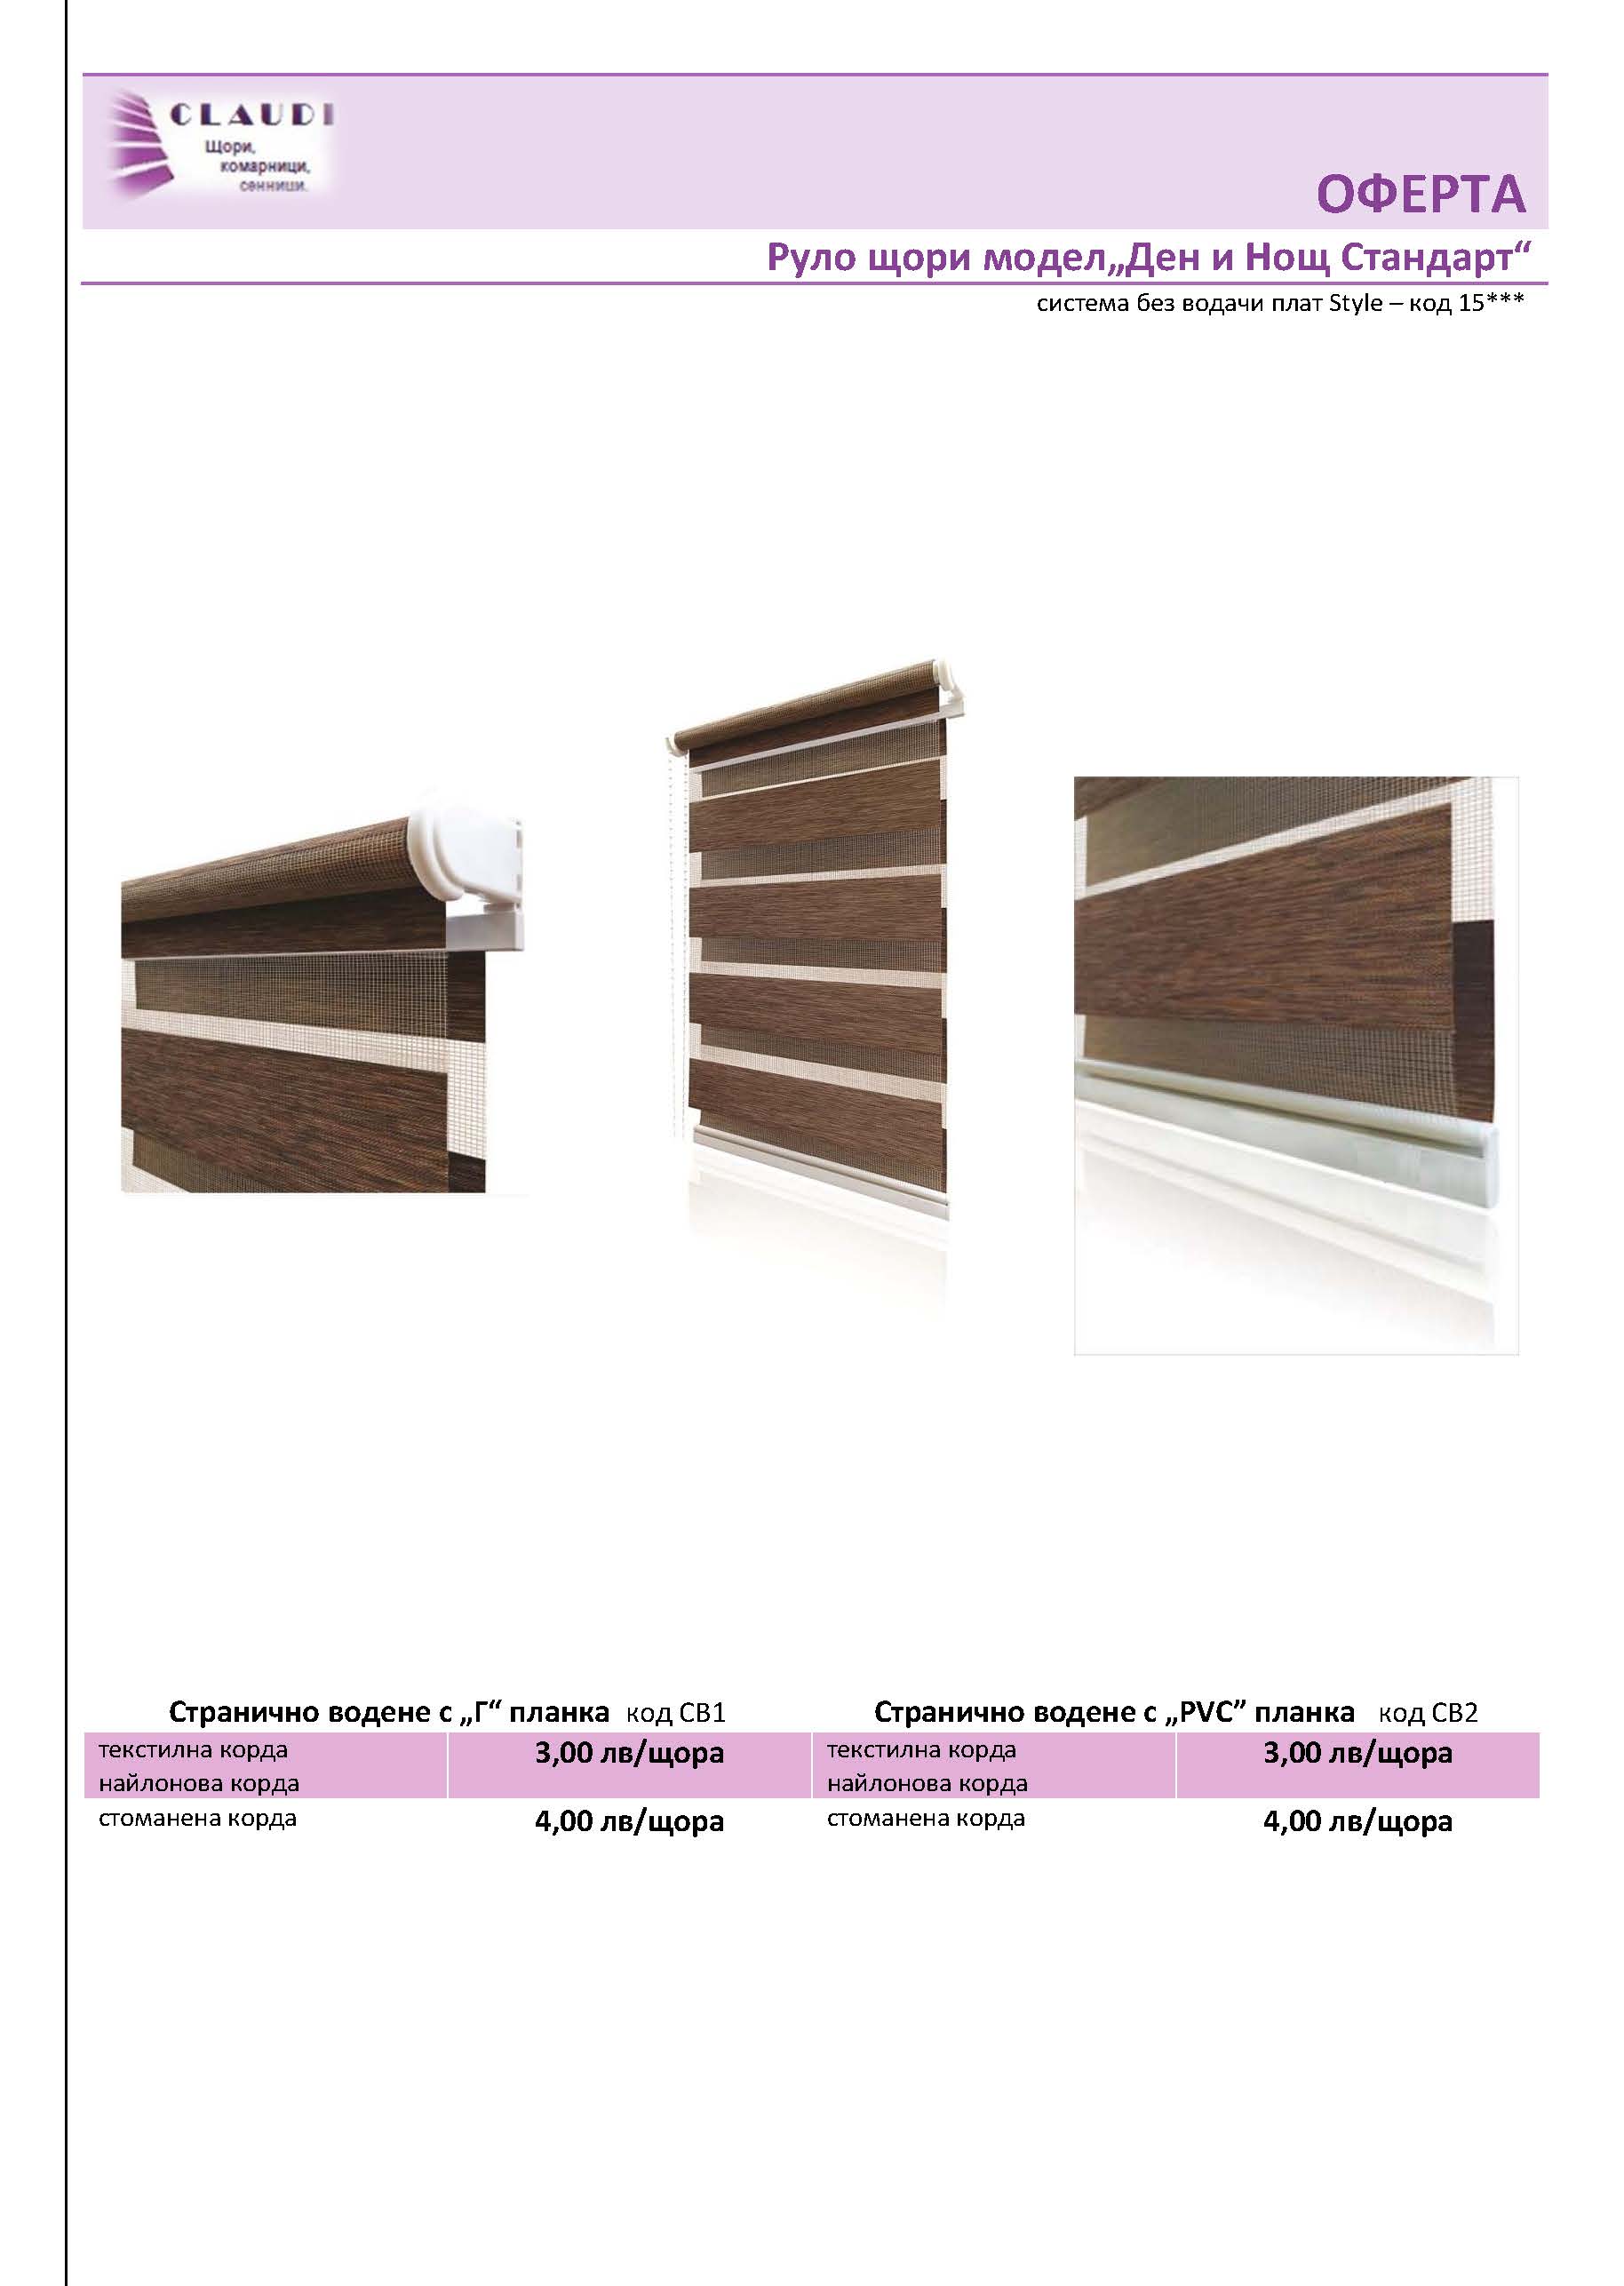 CLAUDI
Щори,
комарници,
сенници.
ОФЕРТА
Руло щори модел„Ден и Нощ Стандарт“
система без водачи плат Style – код 15***
Странично водене с „Г“ планка код СВ1
текстилна корда 3,00 лв/щора
найлонова корда
стоманена корда 4,00 лв/щора
Странично водене с „PVC” планка код СВ2
текстилна корда 3,00 лв/щора
найлонова корда
стоманена корда 4,00 лв/щора